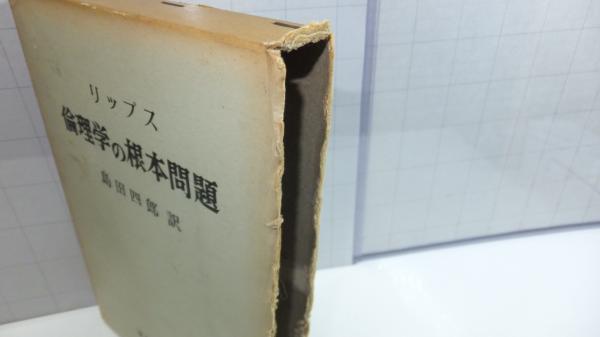 リップス
倫理学の根本問題
島田四郎 訳